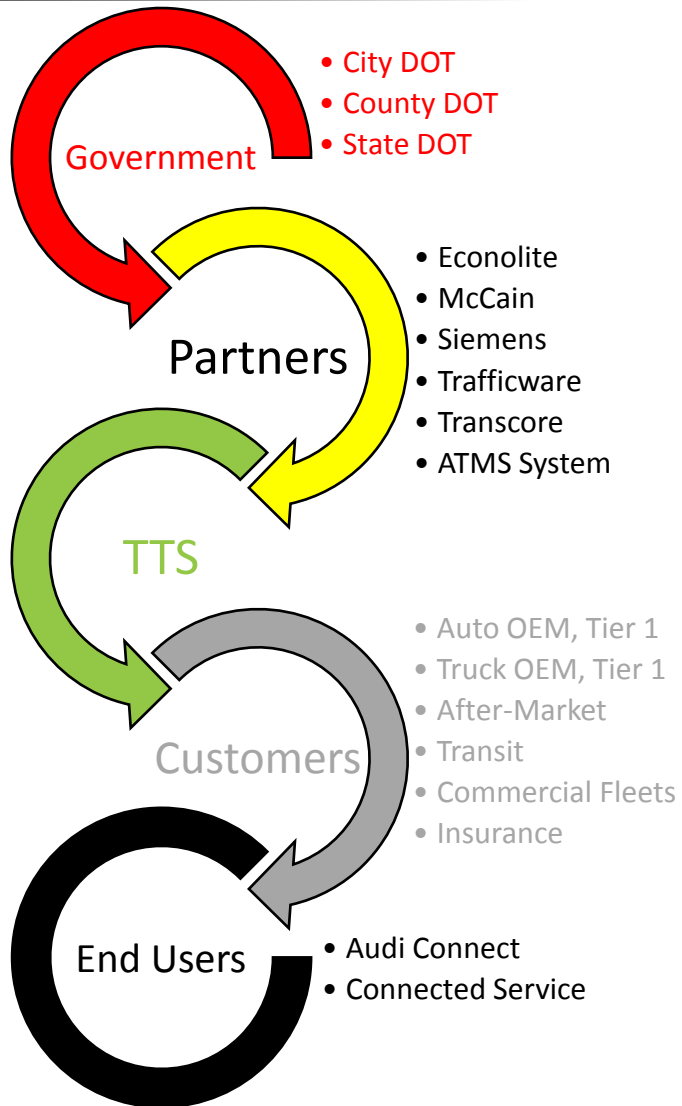 Government
• City DOT
• County DOT
• State DOT
Partners
• Econolite
• McCain
• Siemens
• Trafficware
• Transcore
• ATMS System
TTS
Customers
• Auto OEM, Tier 1
• Truck OEM, Tier 1
• After-Market
• Transit
• Commercial Fleets
• Insurance
End Users
• Audi Connect
• Connected Service